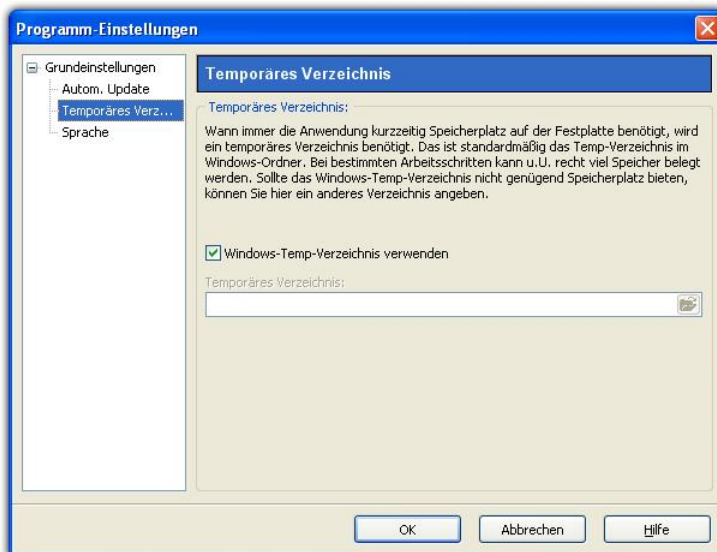 Programm-Einstellungen
Grundeinstellungen
Autom. Update
Temporäres Verz...
Sprache
Temporäres Verzeichnis
Temporäres Verzeichnis:
Wann immer die Anwendung kurzzeitig Speicherplatz auf der Festplatte benötigt, wird
ein temporäres Verzeichnis benötigt. Das ist standardmäßig das Temp-Verzeichnis im
Windows-Ordner. Bei bestimmten Arbeitsschritten kann u.U. recht viel Speicher belegt
werden. Sollte das Windows-Temp-Verzeichnis nicht genügend Speicherplatz bieten,
können Sie hier ein anderes Verzeichnis angeben.
Windows-Temp-Verzeichnis verwenden
Temporäres Verzeichnis:
OK
Abbrechen
Hilfe